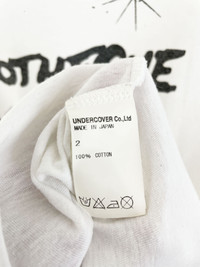 UNDERCOVER Co.,Ltd
MADE IN JAPAN
2
100% COTTON